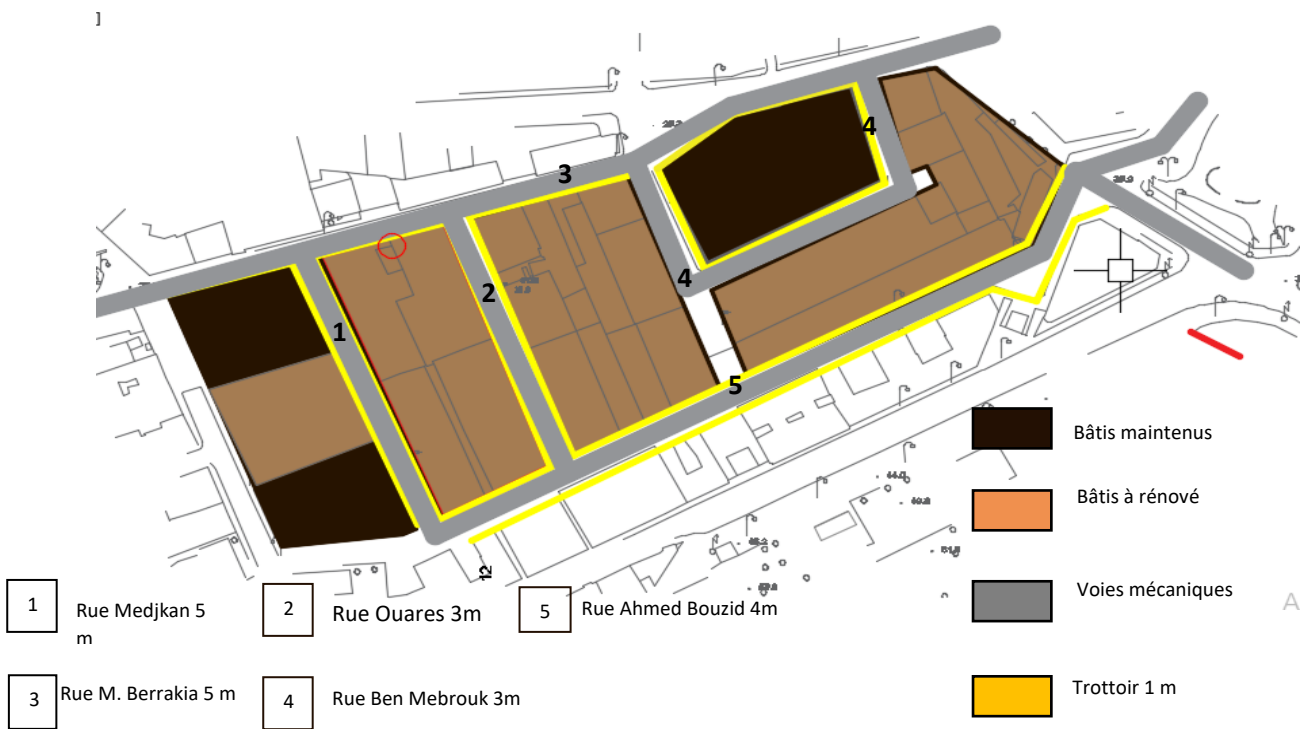 ]
4
3
4
2
1
5
12
Bâtis maintenus
Bâtis à rénové
Voies mécaniques
Trottoir 1 m
1
Rue Medjkan 5
m
2
Rue Ouares 3m
5
Rue Ahmed Bouzid 4m
3
Rue M. Berrakia 5 m
4
Rue Ben Mebrouk 3m
A